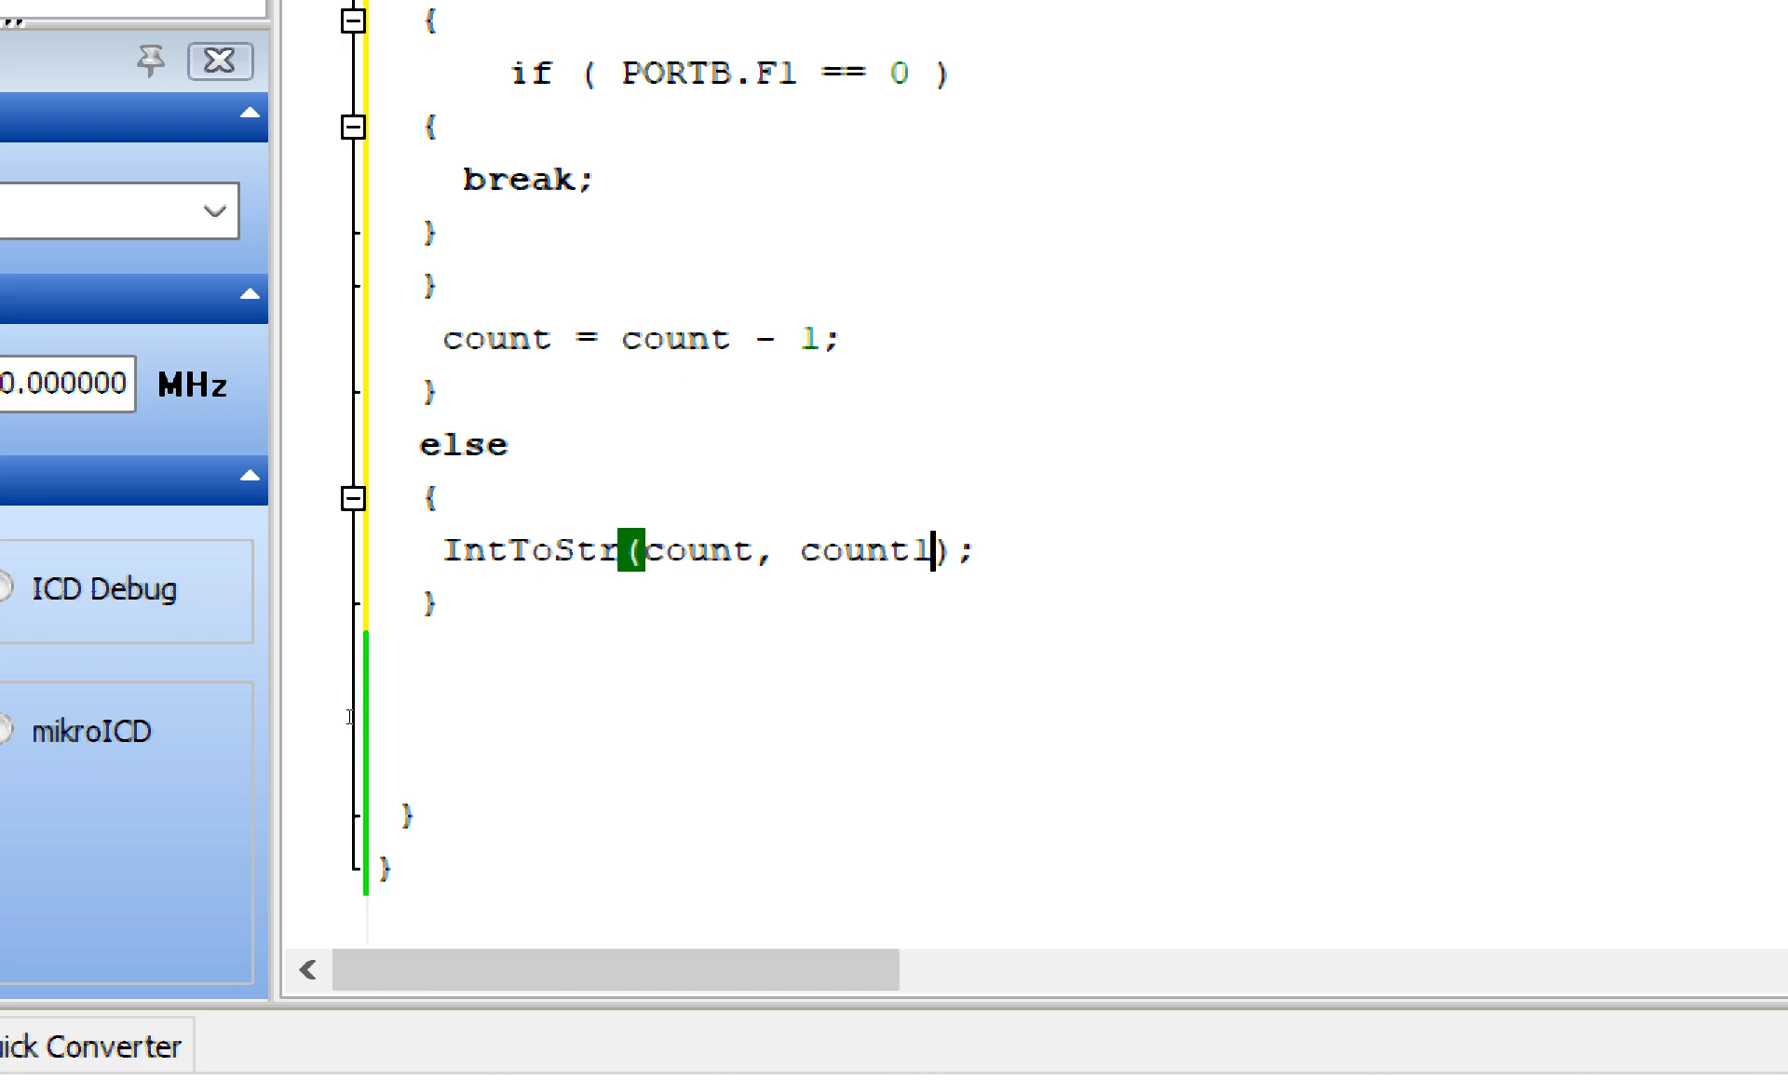 {
if ( PORTB.F1 == 0 )
{
break;
}
}
count = count - 1;
}
else
{
IntToStr(count, count1);
}
}
}
0.000000 MHz
ICD Debug
mikroICD
uick Converter